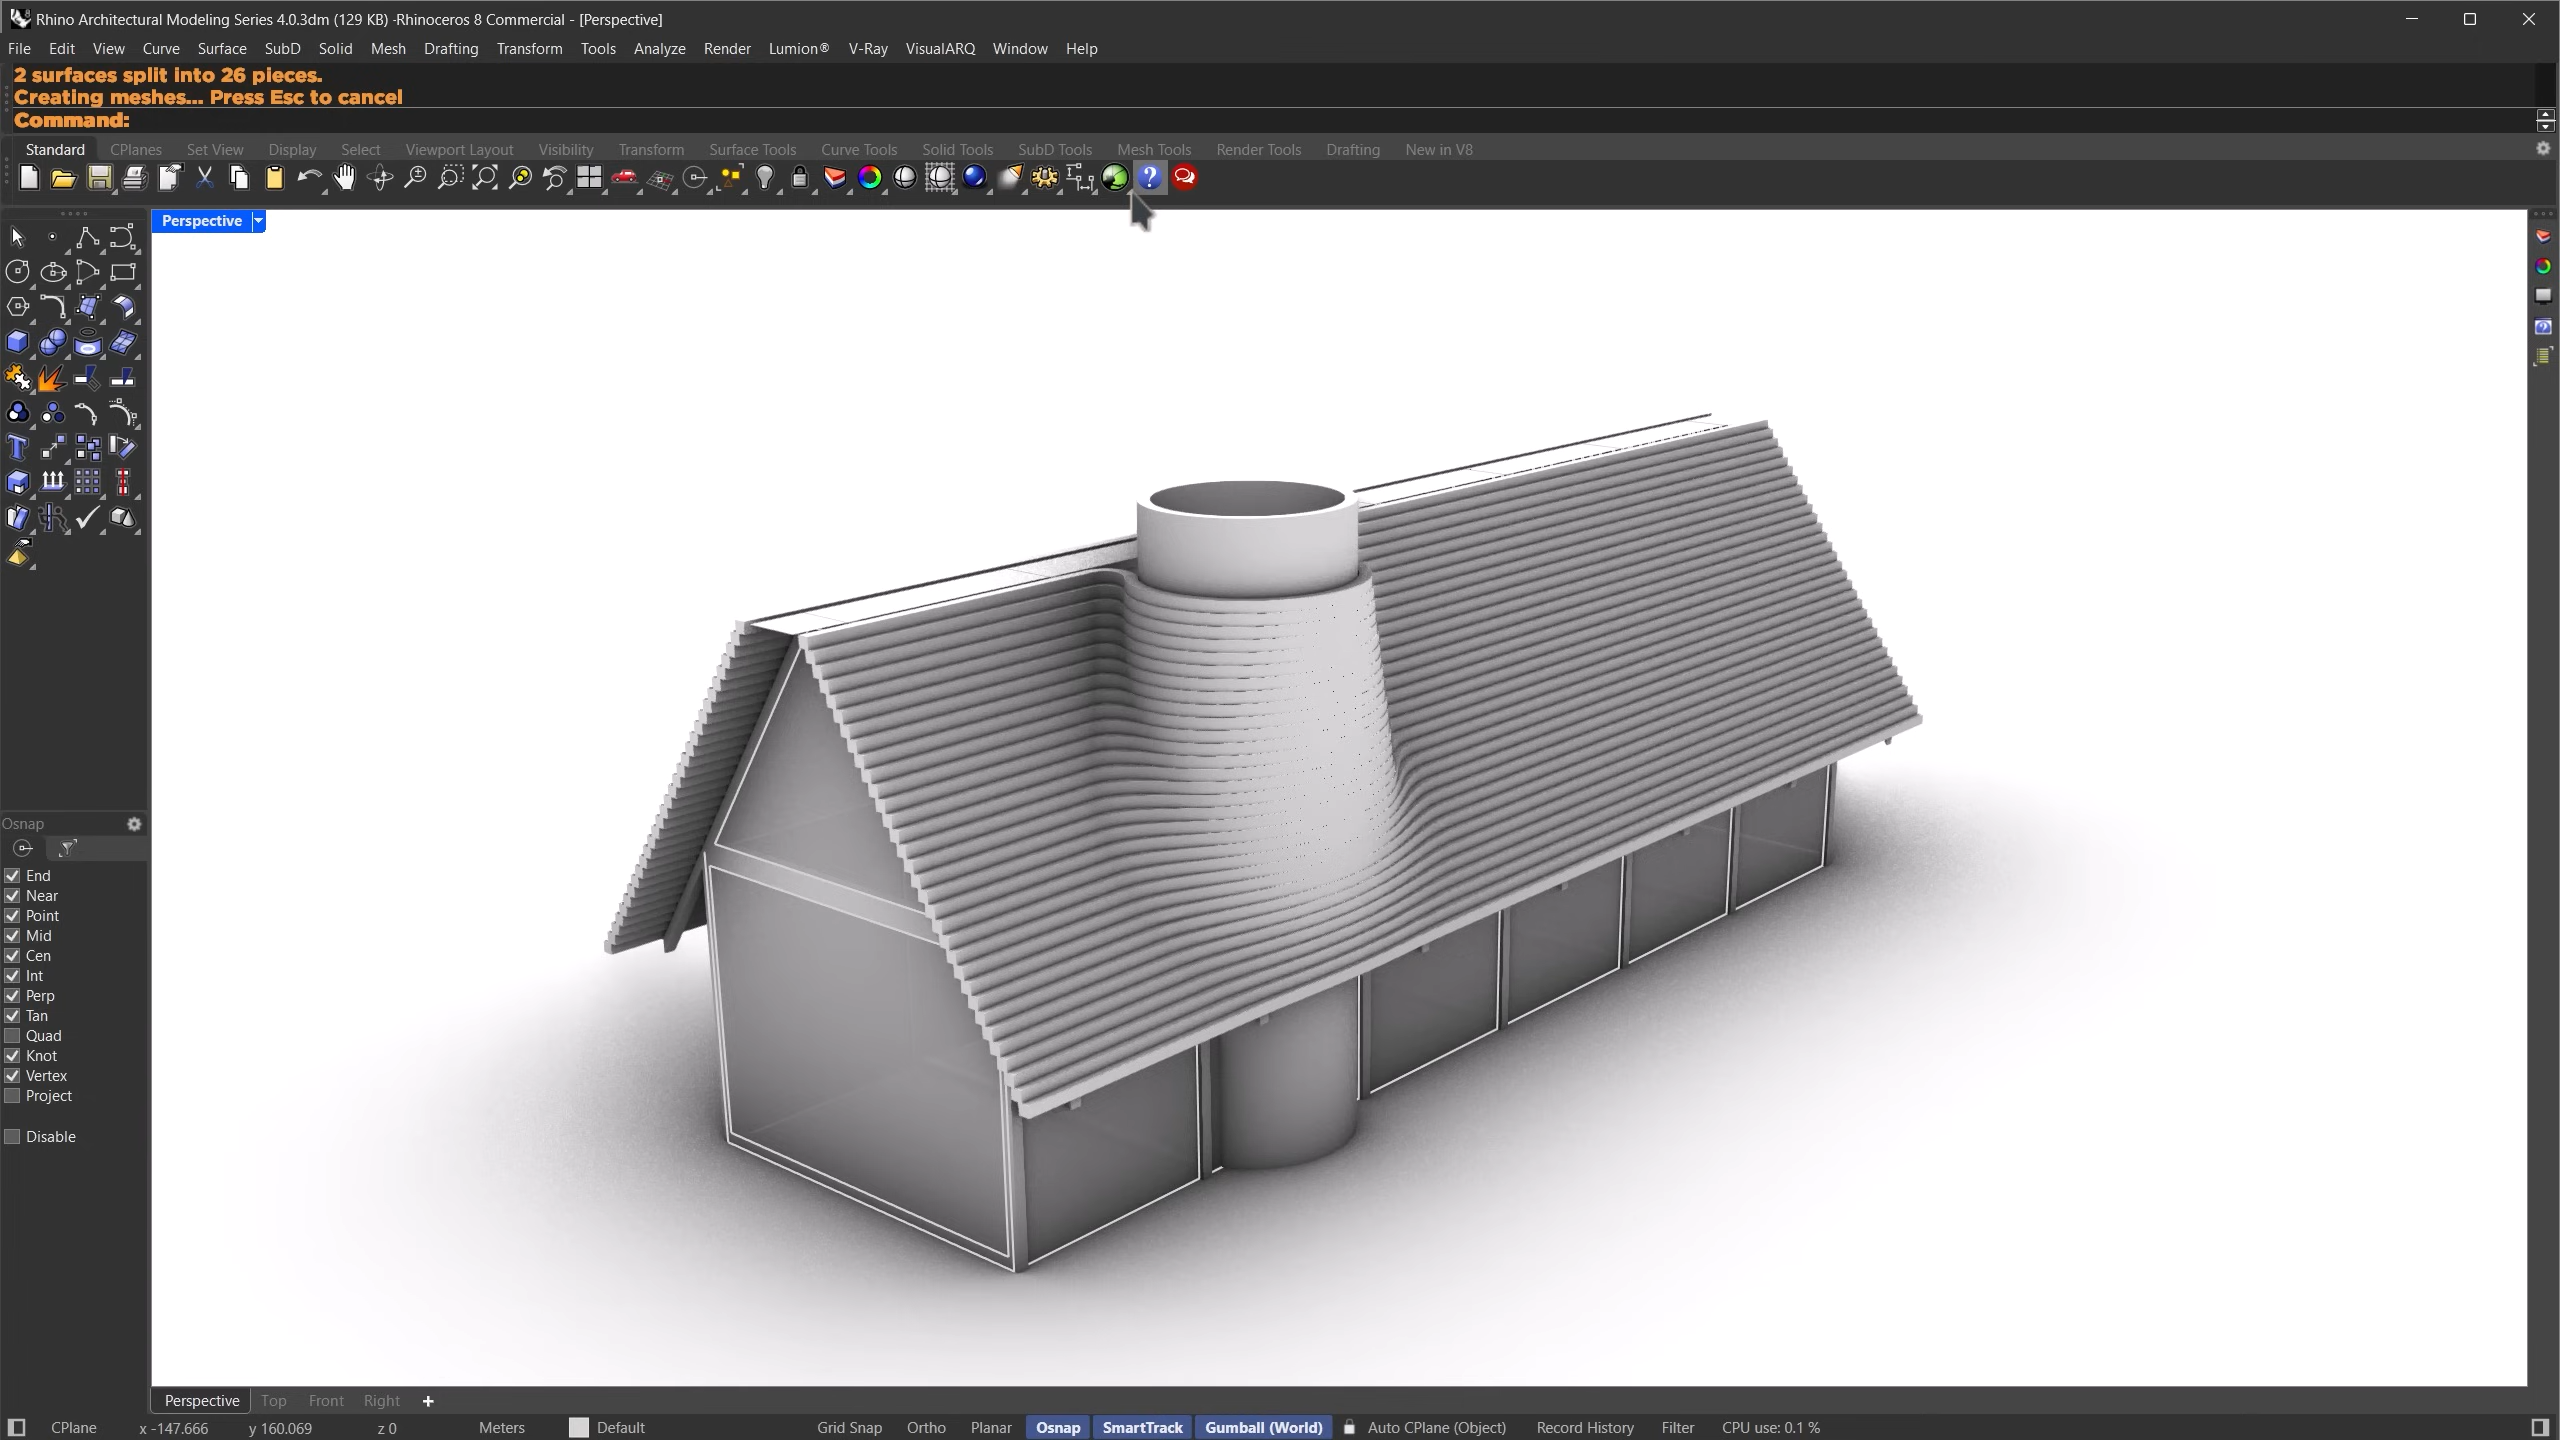 Rhino Architectural Modeling Series 4.0.3dm (129 KB) -Rhinoceros 8 Commercial - [Perspective]
File Edit View Curve Surface SubD Solid Mesh Drafting Transform Tools Analyze Render Lumion® V-Ray VisualARQ Window Help
2 surfaces split into 26 pieces.
Creating meshes... Press Esc to cancel
Command:
Standard CPlanes Set View Display Select Viewport Layout Visibility Transform Surface Tools Curve Tools Solid Tools SubD Tools Mesh Tools Render Tools Drafting New in V8
Perspective
Osnap
End
Near
Point
Mid
Cen
Int
Perp
Tan
Quad
Knot
Vertex
Project
Disable
Perspective Top Front Right +
CPlane x -147.666 y 160.069 z 0 Meters Default Grid Snap Ortho Planar Osnap SmartTrack Gumball (World) Auto CPlane (Object) Record History Filter CPU use: 0.1 %